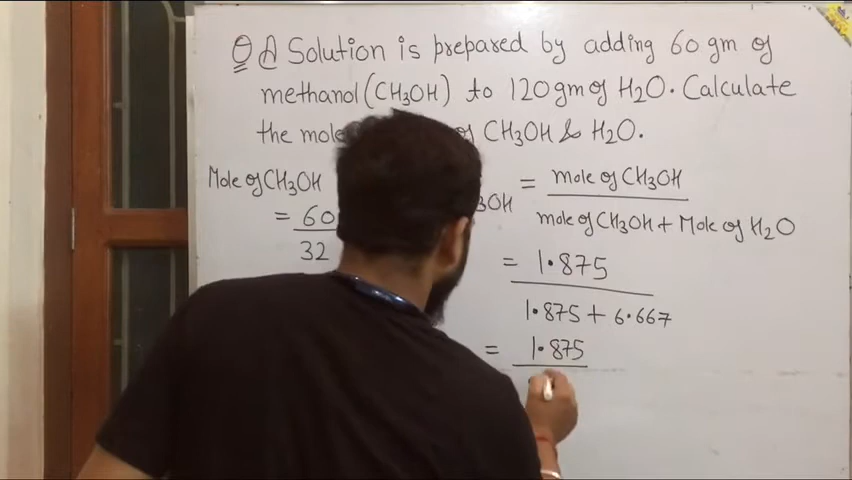 Q A Solution is prepared by adding 60 gm of
methanol (CH3OH) to 120 gm of H2O. Calculate
the mole of CH3OH & H2O.
Mole of CH3OH
= 60
32
3OH = mole of CH3OH
mole of CH3OH + Mole of H2O
= 1.875
1.875 + 6.667
= 1.875